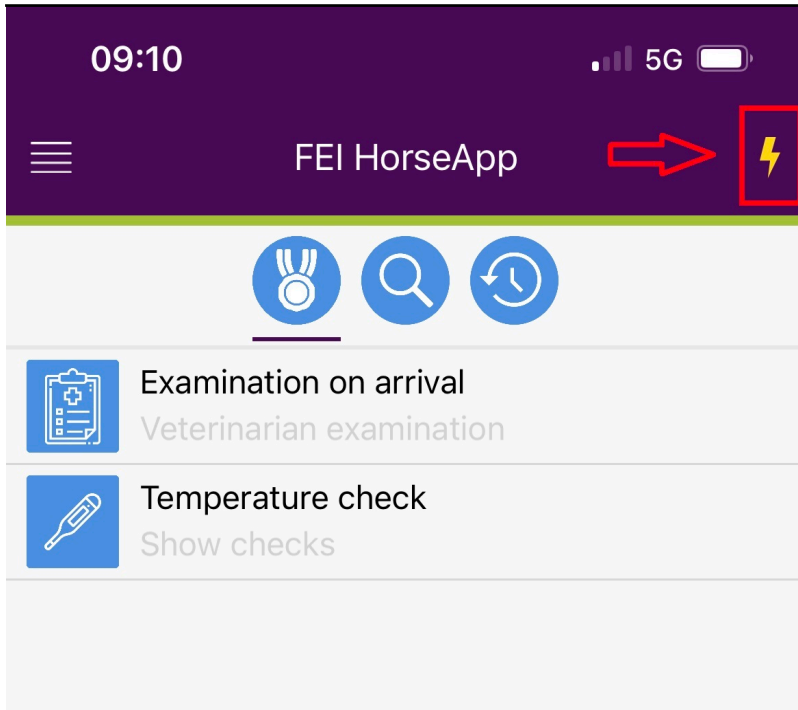 09:10
5G
FEI HorseApp
Examination on arrival
Veterinarian examination
Temperature check
Show checks